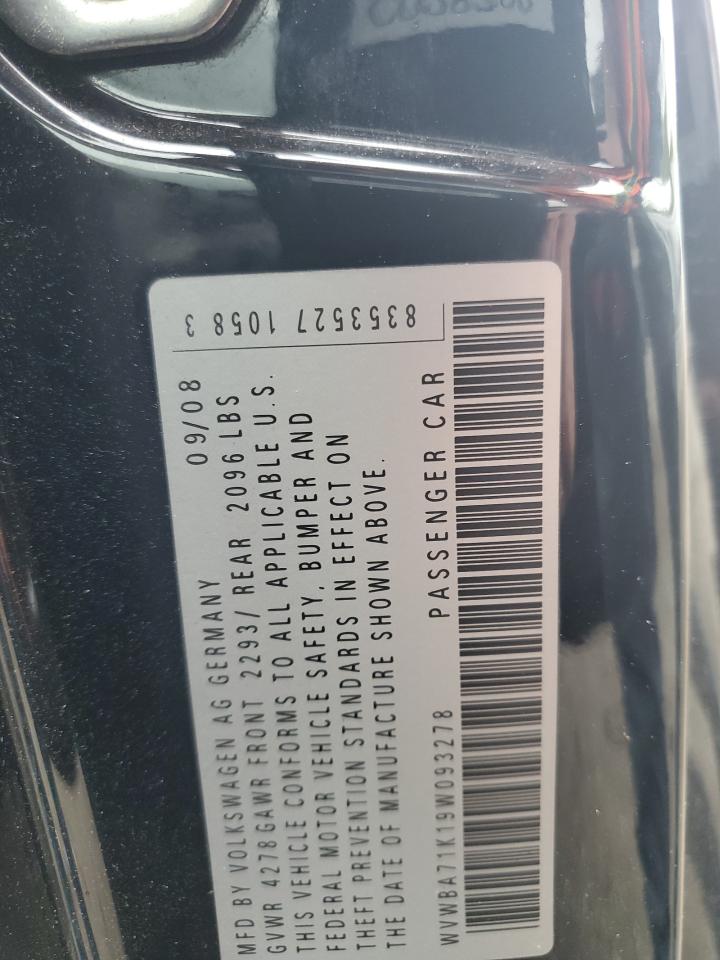 MFD BY VOLKSWAGEN AG GERMANY 09/08
GVWR 4278 GAWR FRONT 2293/ REAR 2096 LBS
THIS VEHICLE CONFORMS TO ALL APPLICABLE U.S.
FEDERAL MOTOR VEHICLE SAFETY, BUMPER AND
THEFT PREVENTION STANDARDS IN EFFECT ON
THE DATE OF MANUFACTURE SHOWN ABOVE.
WVWBA71K19W093278 PASSENGER CAR
8353527 1058 3